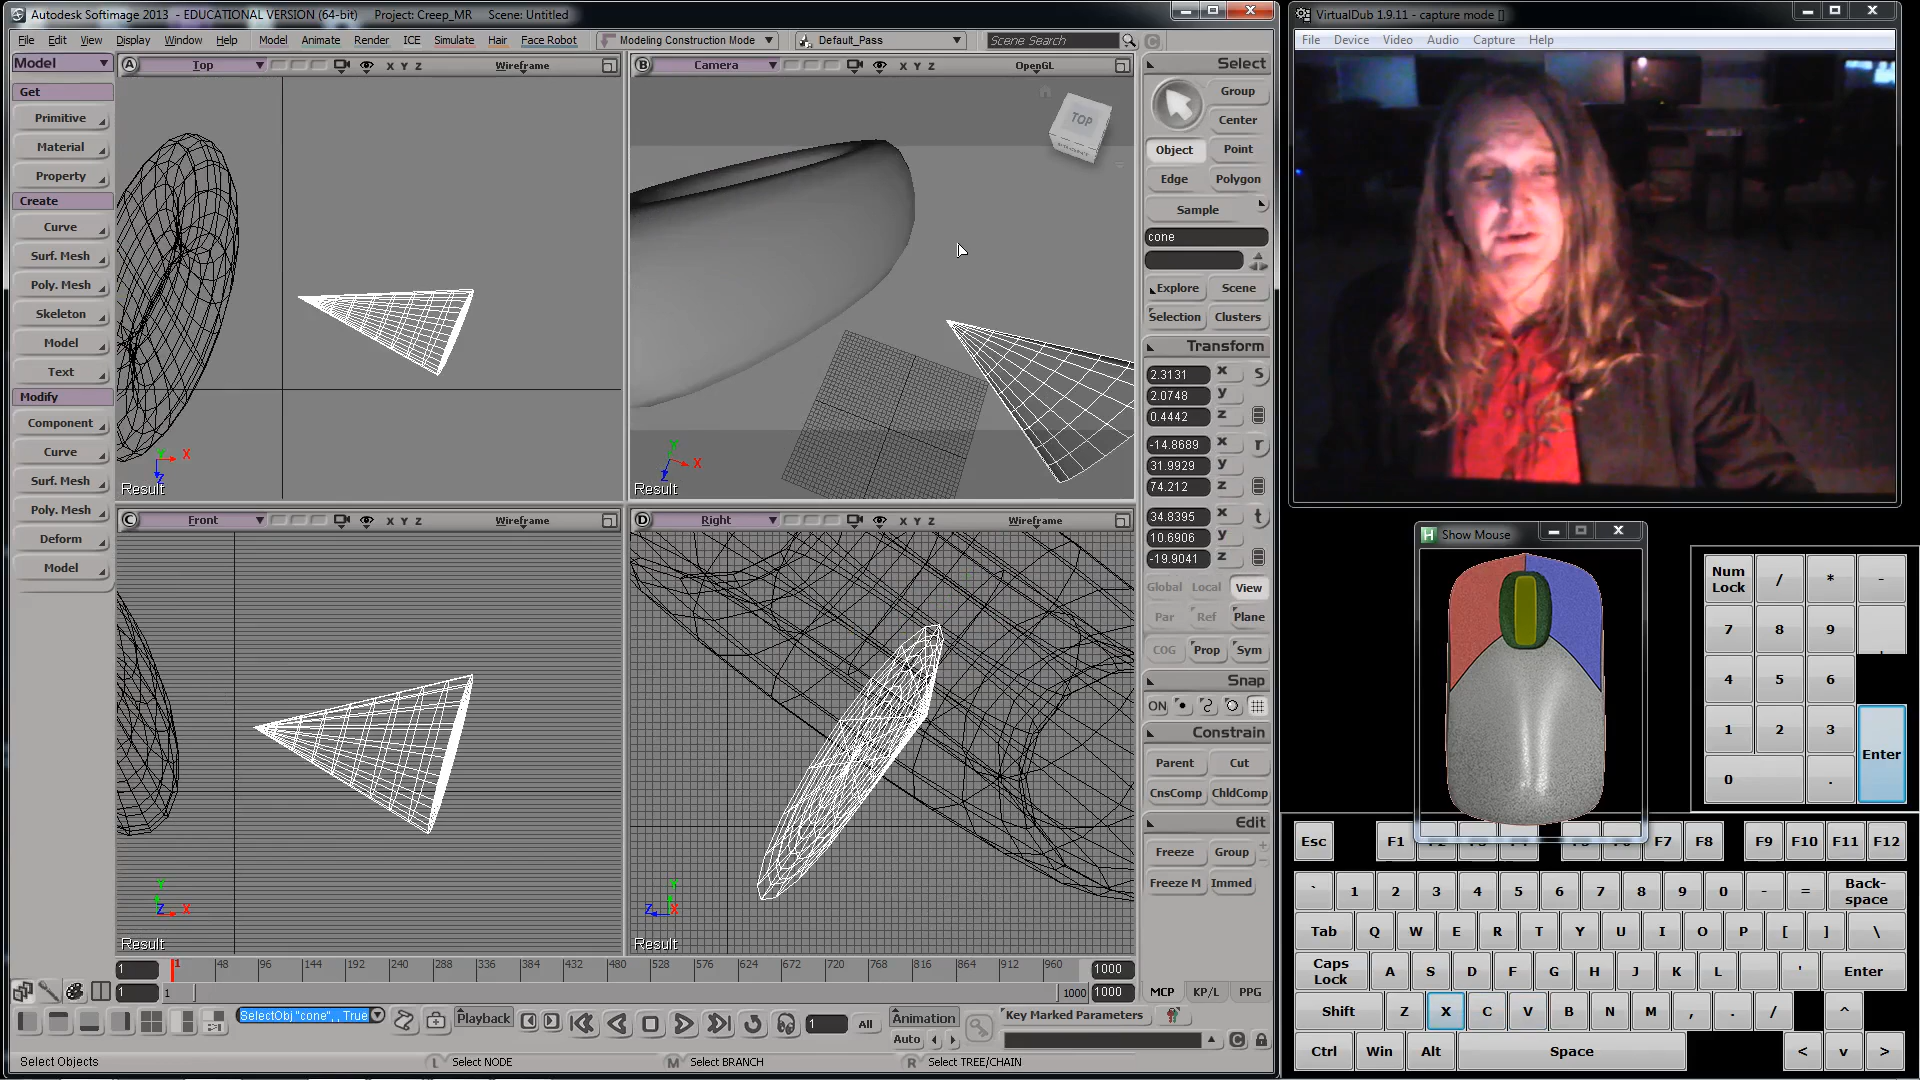 Autodesk Softimage 2013 - EDUCATIONAL VERSION (64-bit) Project: Creep_MR Scene: Untitled
File Edit View Display Window Help Model Animate Render ICE Simulate Hair Face Robot Modeling Construction Mode Default_Pass Scene Search
Model
Get
Primitive
Material
Property
Create
Curve
Surf. Mesh
Poly. Mesh
Skeleton
Model
Text
Modify
Component
Curve
Surf. Mesh
Poly. Mesh
Deform
Model
A Top X Y Z Wireframe
Y X Z
Result
B Camera X Y Z OpenGL
TOP
Y X Z
Result
C Front X Y Z Wireframe
Y Z X
Result
D Right X Y Z Wireframe
Y Z X
Result
Select
Group
Center
Object Point
Edge Polygon
Sample
cone
Explore Scene
Selection Clusters
Transform
2.3131 x s
2.0748 y
0.4442 z
-14.8689 x r
31.9929 y
74.212 z
34.8395 x t
10.6906 y
-19.9041 z
Global Local View
Par Ref Plane
COG Prop Sym
Snap
ON
Constrain
Parent Cut
CnsComp ChldComp
Edit
Freeze Group
Freeze M Immed
MCP KP/L PPG
1 1 48 96 144 192 240 288 336 384 432 480 528 576 624 672 720 768 816 864 912 960 1000
1 1 1000 1000
SelectObj "cone", , True Playback 1 All Animation Key Marked Parameters
Auto
Select Objects L Select NODE M Select BRANCH R Select TREE/CHAIN
VirtualDub 1.9.11 - capture mode []
File Device Video Audio Capture Help
Show Mouse
Num Lock / * -
7 8 9
4 5 6
1 2 3 Enter
0 .
Esc F1 F7 F8 F9 F10 F11 F12
` 1 2 3 4 5 6 7 8 9 0 - = Back-space
Tab Q W E R T Y U I O P [ ] \
Caps Lock A S D F G H J K L ' Enter
Shift Z X C V B N M , . / ^
Ctrl Win Alt Space < v >